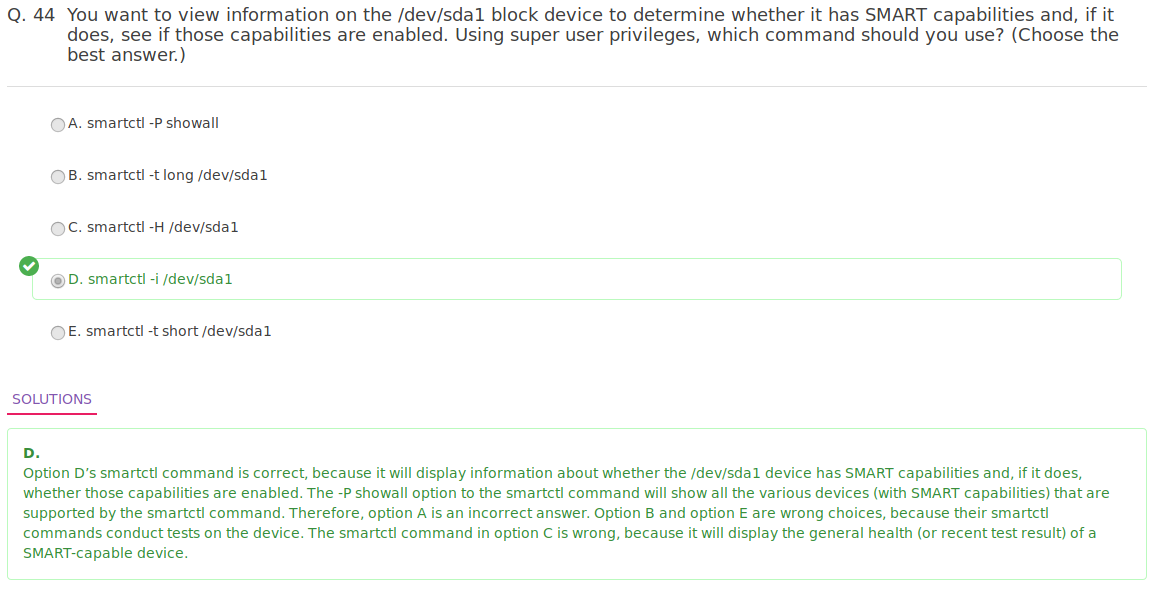 Q. 44 You want to view information on the /dev/sda1 block device to determine whether it has SMART capabilities and, if it
does, see if those capabilities are enabled. Using super user privileges, which command should you use? (Choose the
best answer.)
A. smartctl -P showall
B. smartctl -t long /dev/sda1
C. smartctl -H /dev/sda1
D. smartctl -i /dev/sda1
E. smartctl -t short /dev/sda1
SOLUTIONS
D.
Option D’s smartctl command is correct, because it will display information about whether the /dev/sda1 device has SMART capabilities and, if it does,
whether those capabilities are enabled. The -P showall option to the smartctl command will show all the various devices (with SMART capabilities) that are
supported by the smartctl command. Therefore, option A is an incorrect answer. Option B and option E are wrong choices, because their smartctl
commands conduct tests on the device. The smartctl command in option C is wrong, because it will display the general health (or recent test result) of a
SMART-capable device.